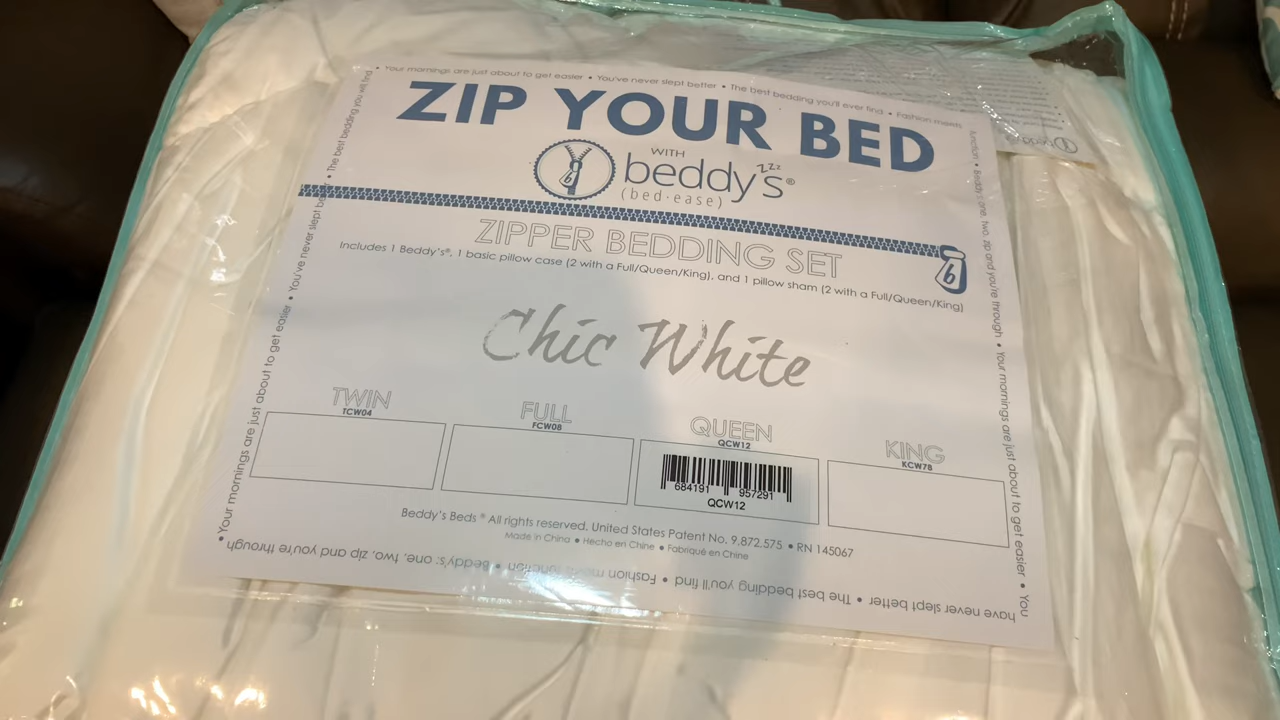 • Your mornings are just about to get easier • You've never slept better • The best bedding you'll ever find • Fashion meets
ZIP YOUR BED
WITH
beddy's®
zzz
(bed·ease)
b
ZIPPER BEDDING SET
b
Includes 1 Beddy's®, 1 basic pillow case (2 with a Full/Queen/King), and 1 pillow sham (2 with a Full/Queen/King)
Chic White
TWIN
TCW04
FULL
FCW08
QUEEN
QCW12
KING
KCW78
684191 957291
QCW12
Beddy's Beds ® All rights reserved. United States Patent No. 9.872.575 • RN 145067
Made in China • Hecho en Chine • Fabriqué en Chine
junction • Beddy's: one, two, zip and you're through • Your mornings are just about to get easier • You
have never slept better • The best bedding you'll find • Fashion meets junction • Beddy's: one, two, zip and you're through
• Your mornings are just about to get easier • You've never slept better • The best bedding you will find